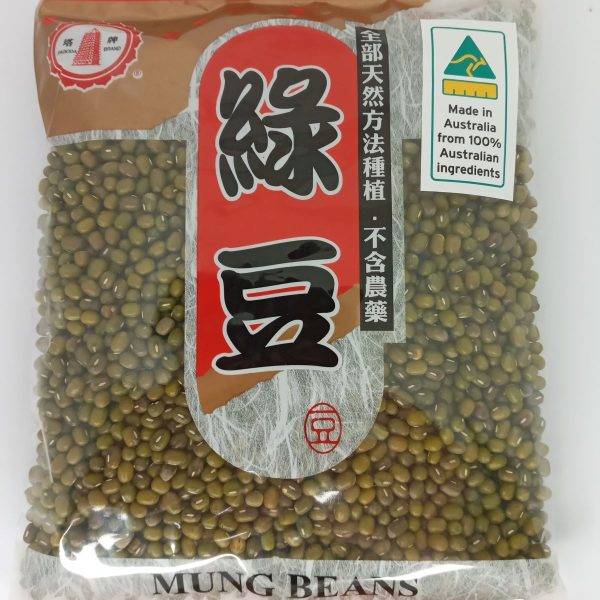 塔牌
PAGODA BRAND
®
綠豆
全部天然方法種植·不含農藥
Made in
Australia
from 100%
Australian
ingredients
豆
MUNG BEANS